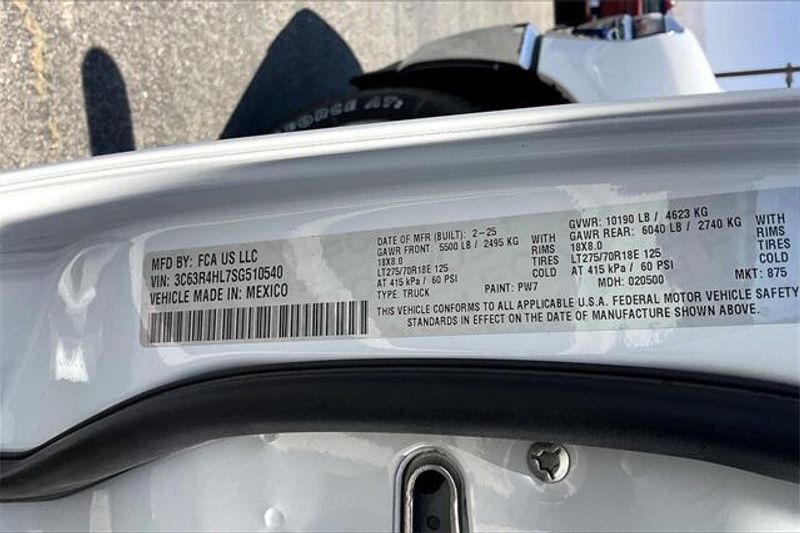 FORCE AT
MFD BY: FCA US LLC
VIN: 3C63R4HL7SG510540
VEHICLE MADE IN: MEXICO
DATE OF MFR (BUILT): 2-25
GAWR FRONT: 5500 LB / 2495 KG WITH
18X8.0 RIMS
LT275/70R18E 125 TIRES
AT 415 kPa / 60 PSI COLD
TYPE: TRUCK PAINT: PW7
GVWR: 10190 LB / 4623 KG
GAWR REAR: 6040 LB / 2740 KG WITH
18X8.0 RIMS
LT275/70R18E 125 TIRES
AT 415 kPa / 60 PSI COLD
MDH: 020500 MKT: 875
THIS VEHICLE CONFORMS TO ALL APPLICABLE U.S.A. FEDERAL MOTOR VEHICLE SAFETY
STANDARDS IN EFFECT ON THE DATE OF MANUFACTURE SHOWN ABOVE.